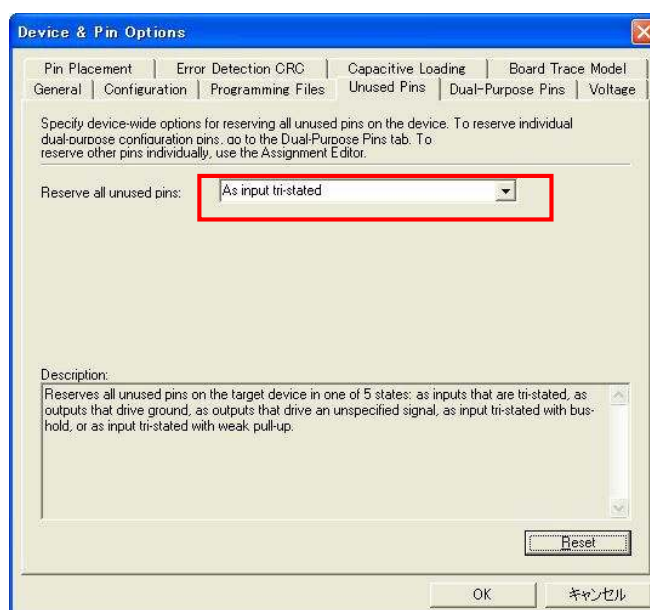 Device & Pin Options
Pin Placement Error Detection CRC Capacitive Loading Board Trace Model
General Configuration Programming Files Unused Pins Dual-Purpose Pins Voltage
Specify device-wide options for reserving all unused pins on the device. To reserve individual
dual-purpose configuration pins, go to the Dual-Purpose Pins tab. To
reserve other pins individually, use the Assignment Editor.
Reserve all unused pins: As input tri-stated
Description:
Reserves all unused pins on the target device in one of 5 states: as inputs that are tri-stated, as
outputs that drive ground, as outputs that drive an unspecified signal, as input tri-stated with bus-
hold, or as input tri-stated with weak pull-up.
Reset
OK キャンセル